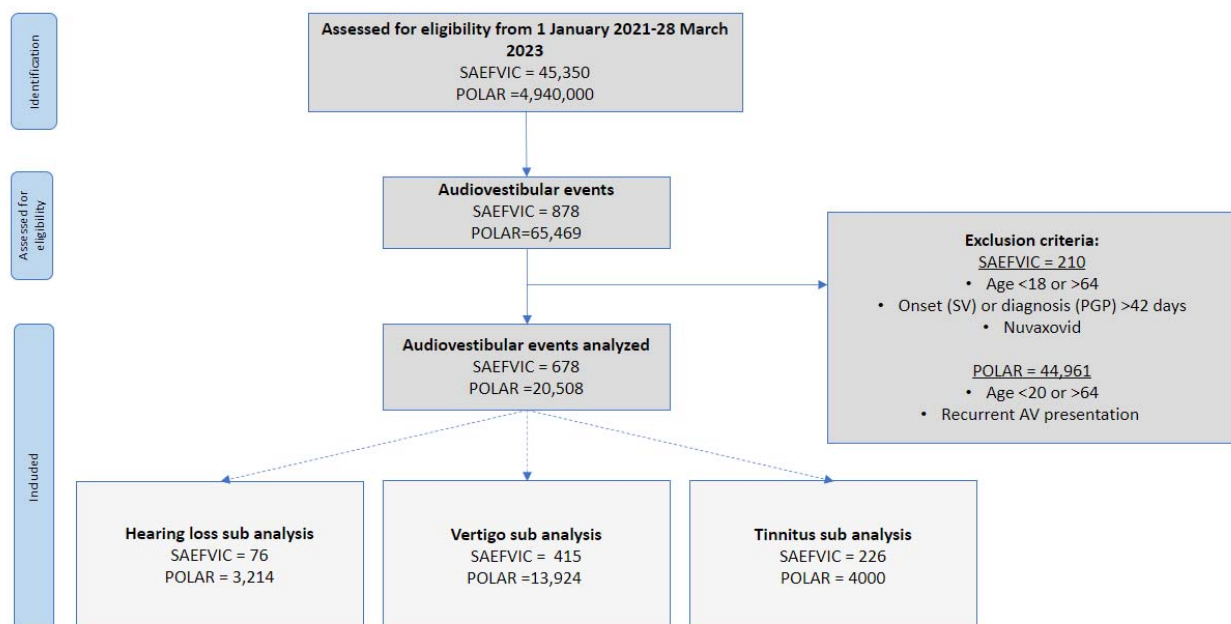 Identification
Assessed for eligibility from 1 January 2021-28 March
2023
SAEFVIC = 45,350
POLAR =4,940,000
Assessed for
eligibility
Audiovestibular events
SAEFVIC = 878
POLAR=65,469
Exclusion criteria:
SAEFVIC = 210
• Age <18 or >64
• Onset (SV) or diagnosis (PGP) >42 days
• Nuvaxovid
POLAR = 44,961
• Age <20 or >64
• Recurrent AV presentation
Included
Audiovestibular events analyzed
SAEFVIC = 678
POLAR =20,508
Hearing loss sub analysis
SAEFVIC = 76
POLAR = 3,214
Vertigo sub analysis
SAEFVIC = 415
POLAR =13,924
Tinnitus sub analysis
SAEFVIC = 226
POLAR = 4000